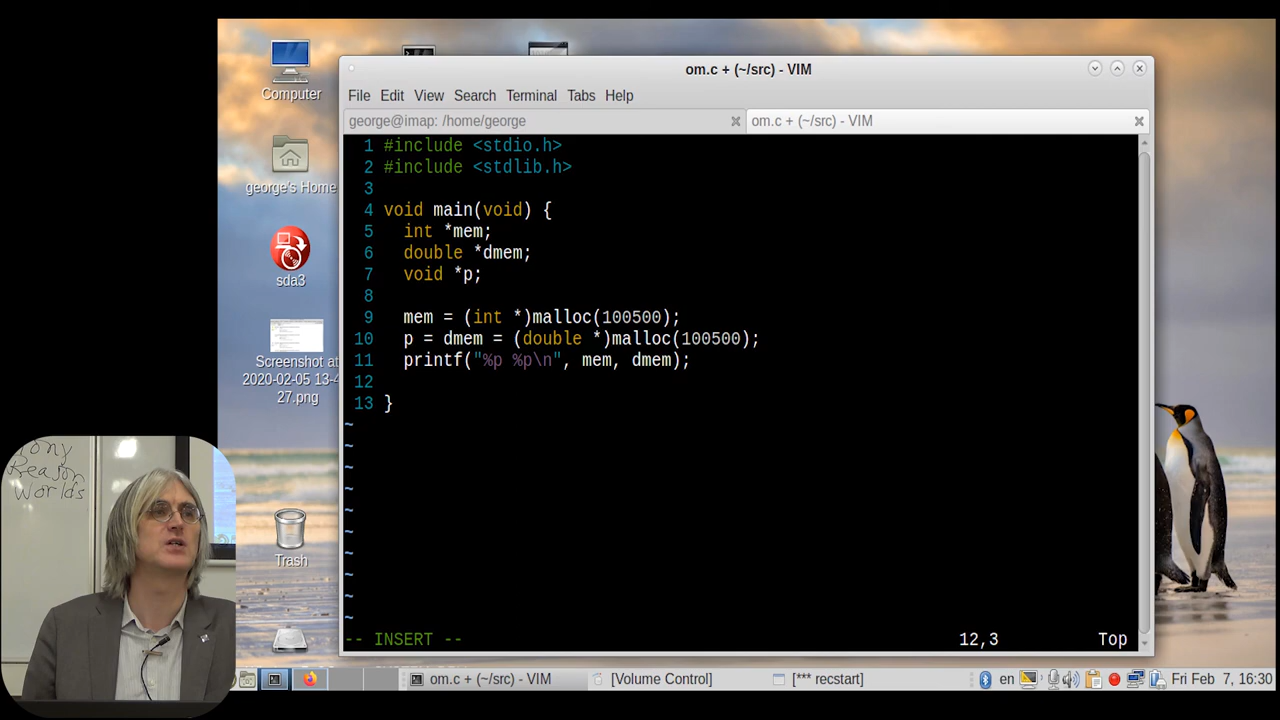 Computer
george's Home
sda3
Screenshot at
2020-02-05 13-4
27.png
Trash
om.c + (~/src) - VIM
File Edit View Search Terminal Tabs Help
george@imap: /home/george
om.c + (~/src) - VIM
1 #include <stdio.h>
2 #include <stdlib.h>
3
4 void main(void) {
5   int *mem;
6   double *dmem;
7   void *p;
8
9   mem = (int *)malloc(100500);
10   p = dmem = (double *)malloc(100500);
11   printf("%p %p\n", mem, dmem);
12
13 }
~
~
~
~
~
~
~
~
~
~
-- INSERT -- 12,3 Top
Tony
Reason
Worlds
om.c + (~/src) - VIM
[Volume Control]
[*** recstart]
en
Fri Feb 7, 16:30